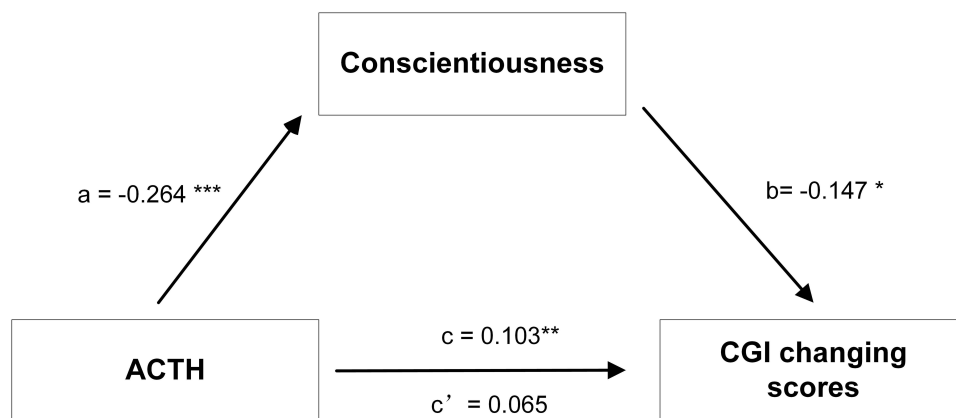 Conscientiousness
a = -0.264 ***
b= -0.147 *
ACTH
c = 0.103**
c’ = 0.065
CGI changing
scores